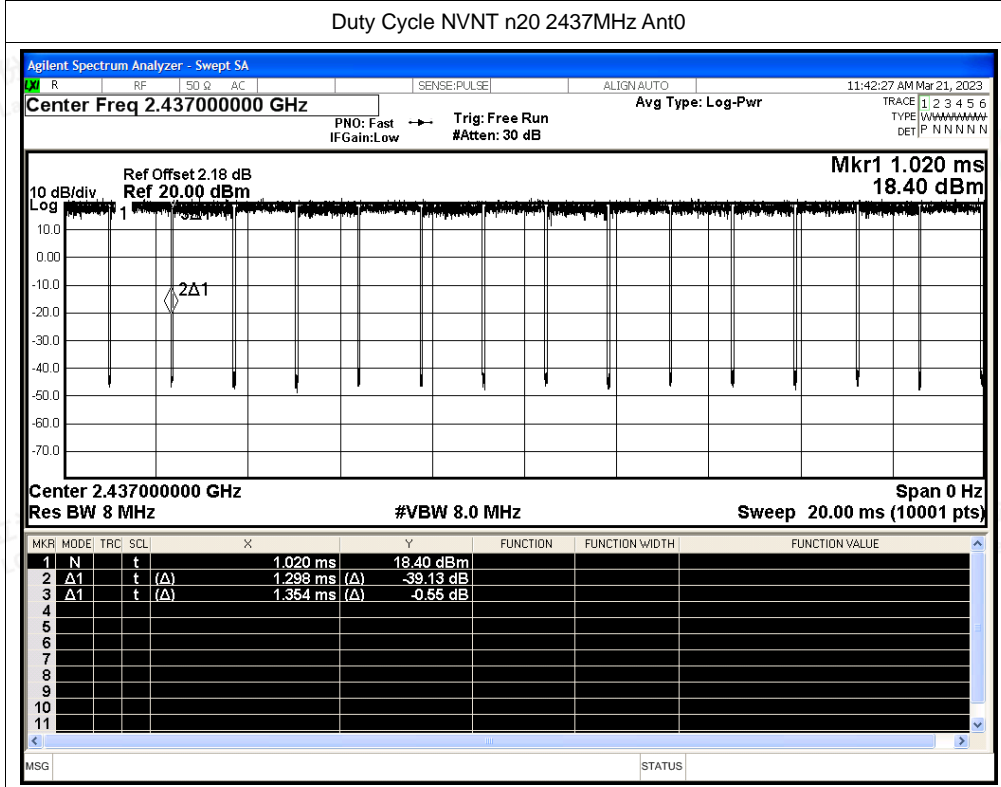 Duty Cycle NVNT n20 2437MHz Ant0
Agilent Spectrum Analyzer - Swept SA
LXI R RF 50 Ω AC SENSE:PULSE ALIGN AUTO 11:42:27 AM Mar 21, 2023
Center Freq 2.437000000 GHz Avg Type: Log-Pwr TRACE 1 2 3 4 5 6
PNO: Fast Trig: Free Run TYPE
IFGain:Low #Atten: 30 dB DET P N N N N N
Mkr1 1.020 ms
Ref Offset 2.18 dB
10 dB/div Ref 20.00 dBm 18.40 dBm
Log
1 3Δ1
10.0
0.00
-10.0
2Δ1
-20.0
-30.0
-40.0
-50.0
-60.0
-70.0
Center 2.437000000 GHz Span 0 Hz
Res BW 8 MHz #VBW 8.0 MHz Sweep 20.00 ms (10001 pts)
MKR MODE TRC SCL X Y FUNCTION FUNCTION WIDTH FUNCTION VALUE
1 N t 1.020 ms 18.40 dBm
2 Δ1 t (Δ) 1.298 ms (Δ) -39.13 dB
3 Δ1 t (Δ) 1.354 ms (Δ) -0.55 dB
4
5
6
7
8
9
10
11
MSG STATUS